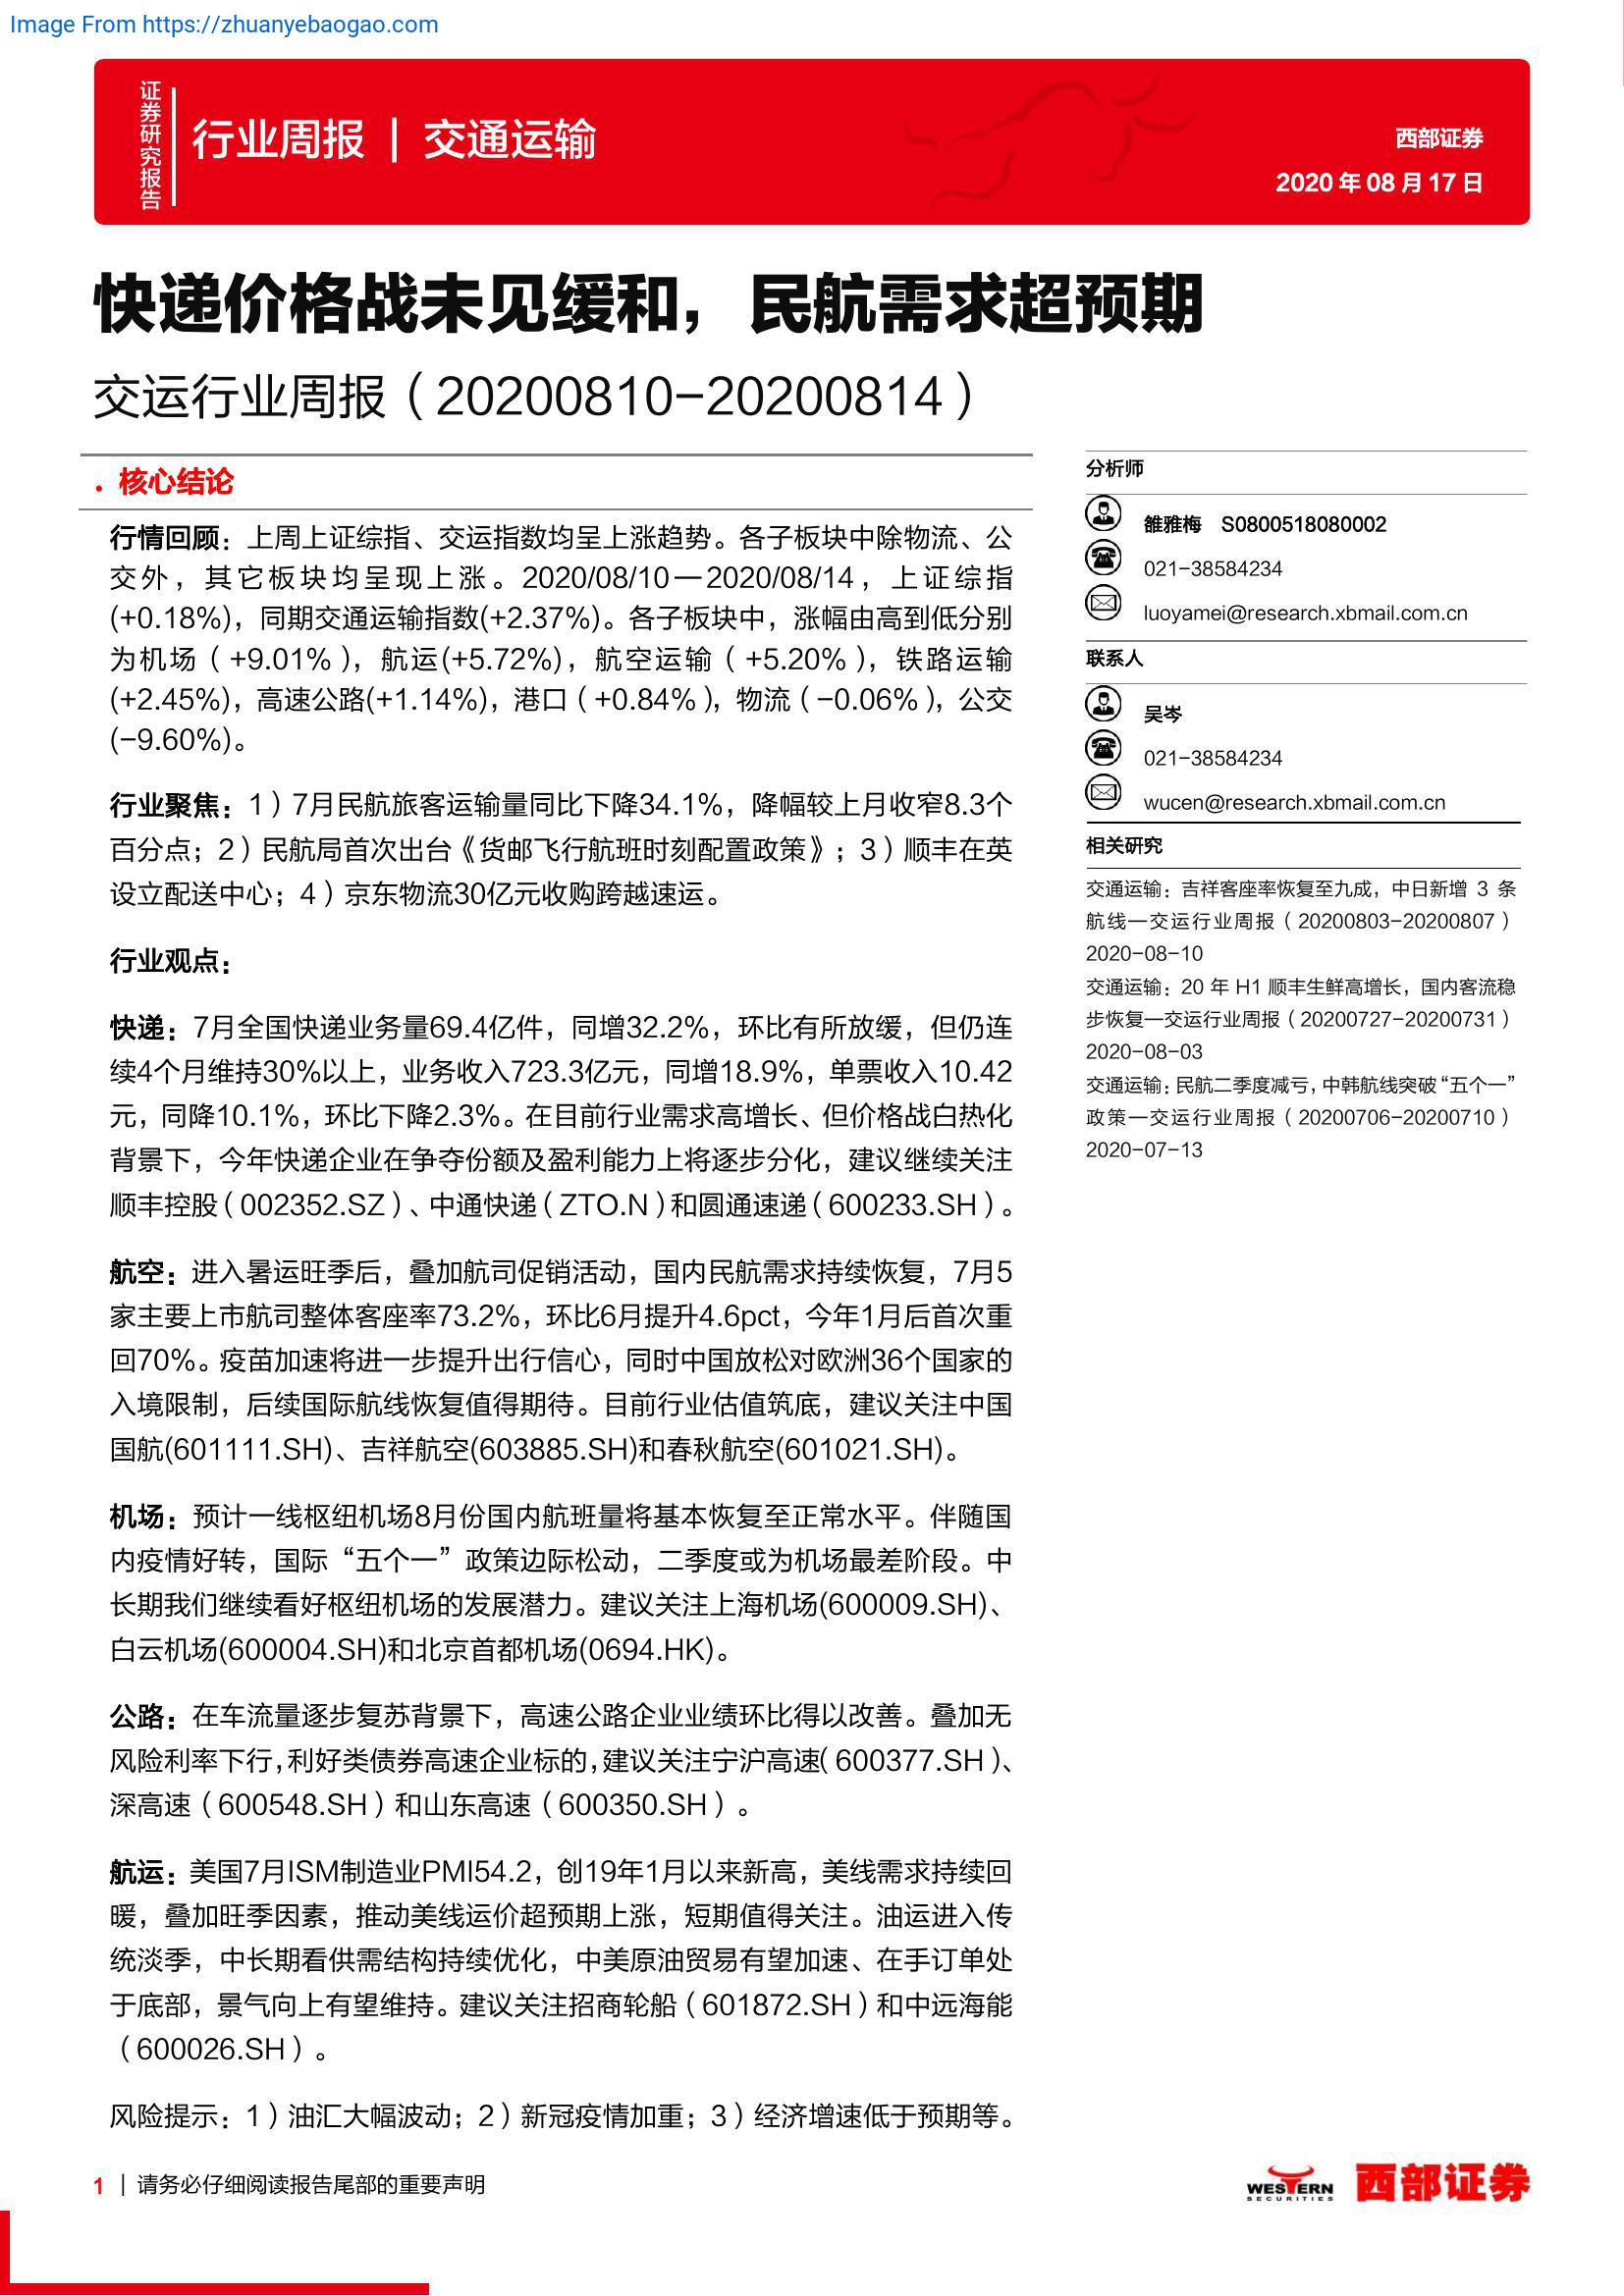 Image From https://zhuanyebaogao.com
证券研究报告
行业周报 | 交通运输
西部证券
2020 年 08 月 17 日
快递价格战未见缓和，民航需求超预期
交运行业周报（20200810-20200814）
• 核心结论
行情回顾：上周上证综指、交运指数均呈上涨趋势。各子板块中除物流、公
交外，其它板块均呈现上涨。2020/08/10—2020/08/14，上证综指
(+0.18%)，同期交通运输指数(+2.37%)。各子板块中，涨幅由高到低分别
为机场（+9.01%），航运(+5.72%)，航空运输（+5.20%），铁路运输
(+2.45%)，高速公路(+1.14%)，港口（+0.84%），物流（-0.06%），公交
(-9.60%)。
行业聚焦：1）7月民航旅客运输量同比下降34.1%，降幅较上月收窄8.3个
百分点；2）民航局首次出台《货邮飞行航班时刻配置政策》；3）顺丰在英
设立配送中心；4）京东物流30亿元收购跨越速运。
行业观点：
快递：7月全国快递业务量69.4亿件，同增32.2%，环比有所放缓，但仍连
续4个月维持30%以上，业务收入723.3亿元，同增18.9%，单票收入10.42
元，同降10.1%，环比下降2.3%。在目前行业需求高增长、但价格战白热化
背景下，今年快递企业在争夺份额及盈利能力上将逐步分化，建议继续关注
顺丰控股（002352.SZ）、中通快递（ZTO.N）和圆通速递（600233.SH）。
航空：进入暑运旺季后，叠加航司促销活动，国内民航需求持续恢复，7月5
家主要上市航司整体客座率73.2%，环比6月提升4.6pct，今年1月后首次重
回70%。疫苗加速将进一步提升出行信心，同时中国放松对欧洲36个国家的
入境限制，后续国际航线恢复值得期待。目前行业估值筑底，建议关注中国
国航(601111.SH)、吉祥航空(603885.SH)和春秋航空(601021.SH)。
机场：预计一线枢纽机场8月份国内航班量将基本恢复至正常水平。伴随国
内疫情好转，国际“五个一”政策边际松动，二季度或为机场最差阶段。中
长期我们继续看好枢纽机场的发展潜力。建议关注上海机场(600009.SH)、
白云机场(600004.SH)和北京首都机场(0694.HK)。
公路：在车流量逐步复苏背景下，高速公路企业业绩环比得以改善。叠加无
风险利率下行，利好类债券高速企业标的，建议关注宁沪高速（600377.SH）、
深高速（600548.SH）和山东高速（600350.SH）。
航运：美国7月ISM制造业PMI54.2，创19年1月以来新高，美线需求持续回
暖，叠加旺季因素，推动美线运价超预期上涨，短期值得关注。油运进入传
统淡季，中长期看供需结构持续优化，中美原油贸易有望加速、在手订单处
于底部，景气向上有望维持。建议关注招商轮船（601872.SH）和中远海能
（600026.SH）。
风险提示：1）油汇大幅波动；2）新冠疫情加重；3）经济增速低于预期等。
分析师
雒雅梅 S0800518080002
021-38584234
luoyamei@research.xbmail.com.cn
联系人
吴岑
021-38584234
wucen@research.xbmail.com.cn
相关研究
交通运输：吉祥客座率恢复至九成，中日新增 3 条
航线—交运行业周报（20200803-20200807）
2020-08-10
交通运输：20 年 H1 顺丰生鲜高增长，国内客流稳
步恢复—交运行业周报（20200727-20200731）
2020-08-03
交通运输：民航二季度减亏，中韩航线突破“五个一”
政策—交运行业周报（20200706-20200710）
2020-07-13
1 | 请务必仔细阅读报告尾部的重要声明
WESTERN
SECURITIES
西部证券